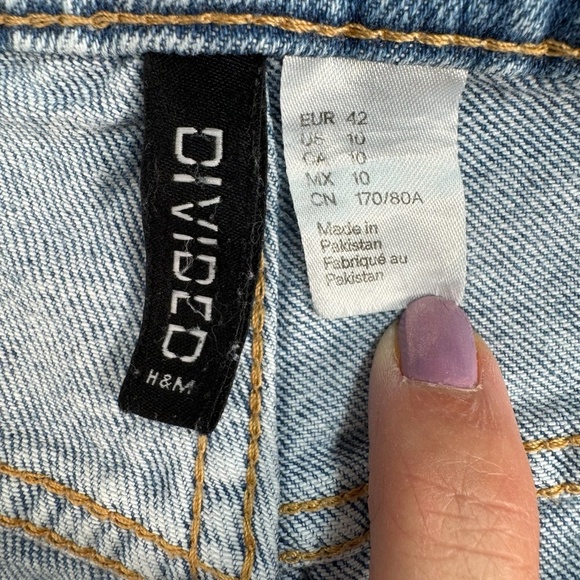 DIVIDED
H&M
EUR 42
US 10
CA 10
MX 10
CN 170/80A
Made in
Pakistan
Fabriqué au
Pakistan